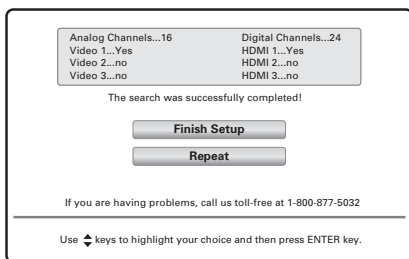 Analog Channels...16 Digital Channels...24
Video 1...Yes HDMI 1...Yes
Video 2...no HDMI 2...no
Video 3...no HDMI 3...no
The search was successfully completed!
Finish Setup
Repeat
If you are having problems, call us toll-free at 1-800-877-5032
Use keys to highlight your choice and then press ENTER key.